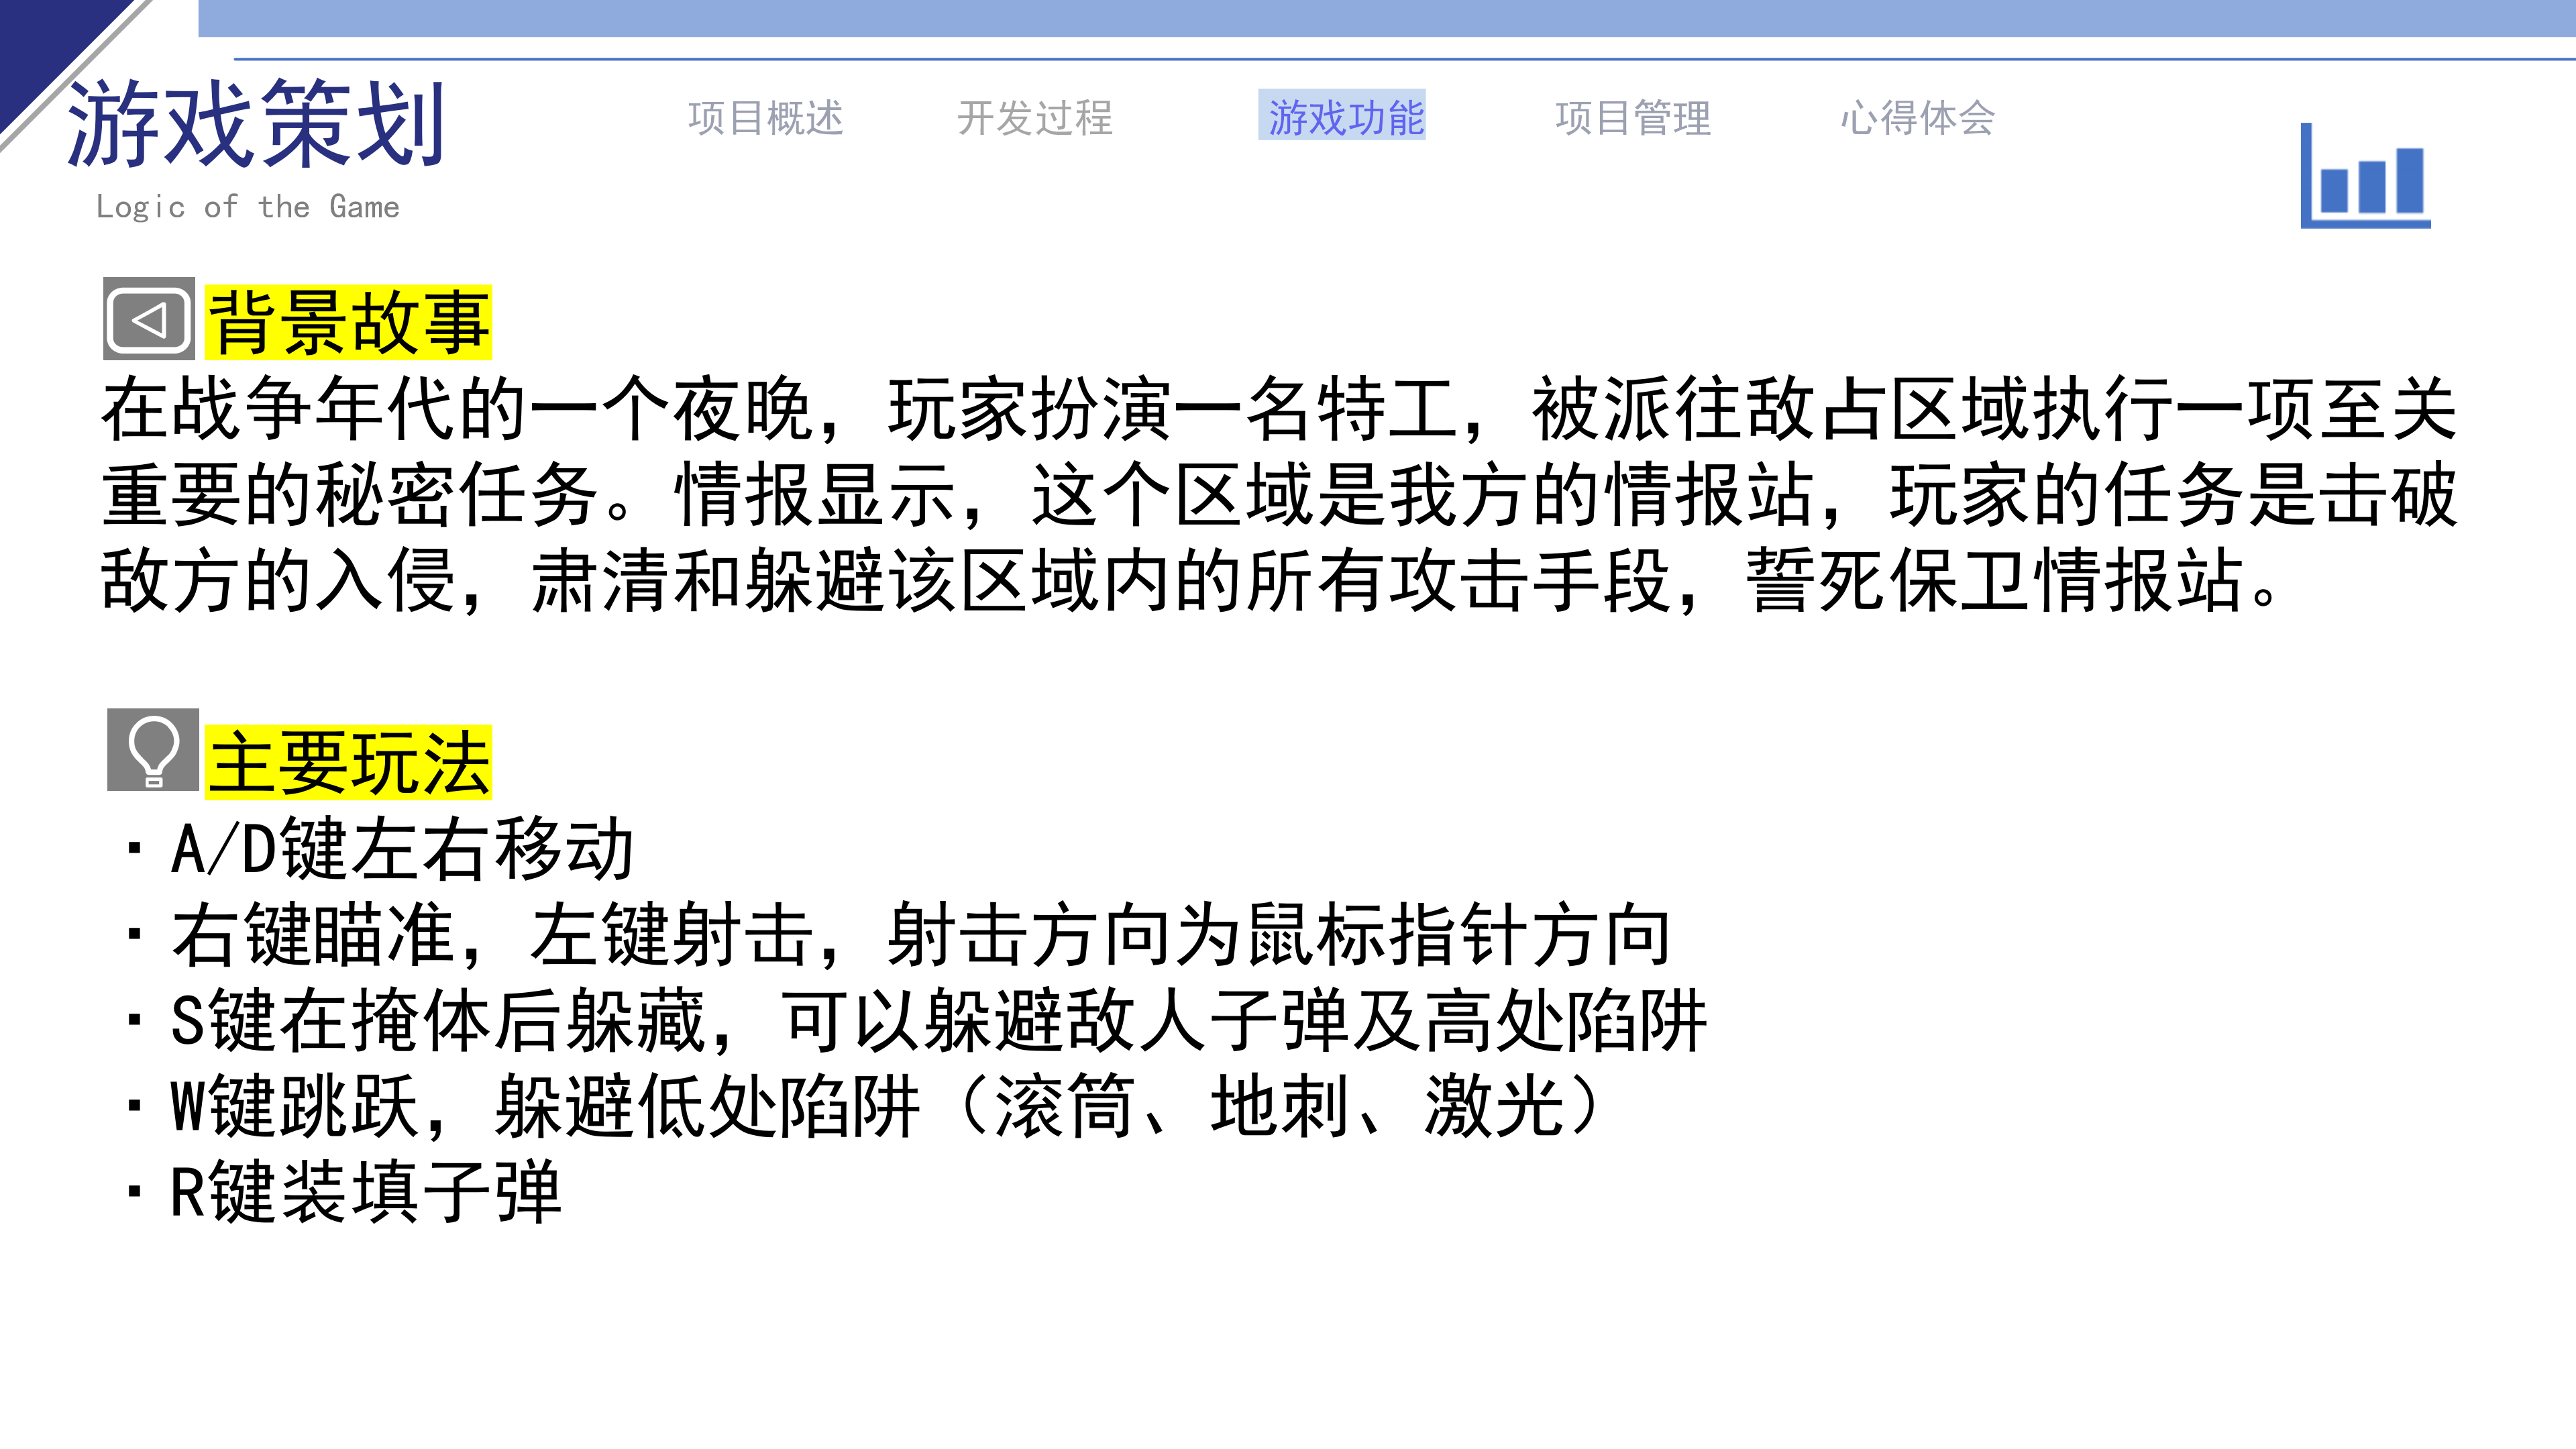 游戏策划
Logic of the Game
项目概述 开发过程 游戏功能 项目管理 心得体会
背景故事
在战争年代的一个夜晚，玩家扮演一名特工，被派往敌占区域执行一项至关
重要的秘密任务。情报显示，这个区域是我方的情报站，玩家的任务是击破
敌方的入侵，肃清和躲避该区域内的所有攻击手段，誓死保卫情报站。
主要玩法
·A/D键左右移动
·右键瞄准，左键射击，射击方向为鼠标指针方向
·S键在掩体后躲藏，可以躲避敌人子弹及高处陷阱
·W键跳跃，躲避低处陷阱（滚筒、地刺、激光）
·R键装填子弹